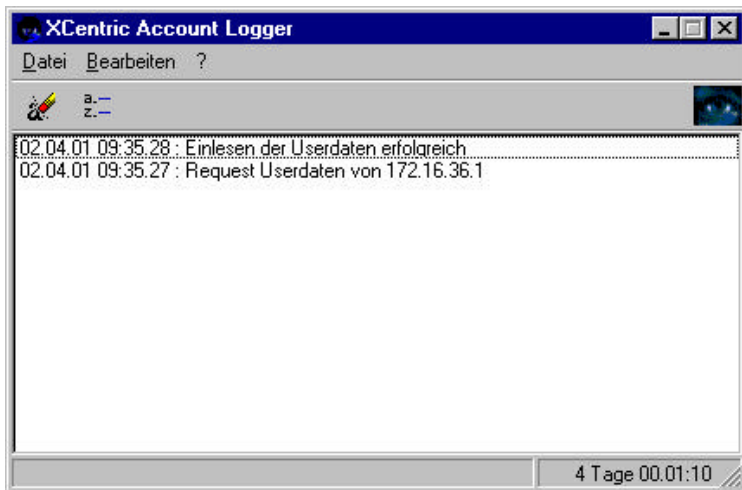 XCentric Account Logger
Datei Bearbeiten ?
a.
z.
02.04.01 09:35.28 : Einlesen der Userdaten erfolgreich
02.04.01 09:35.27 : Request Userdaten von 172.16.36.1
4 Tage 00.01:10